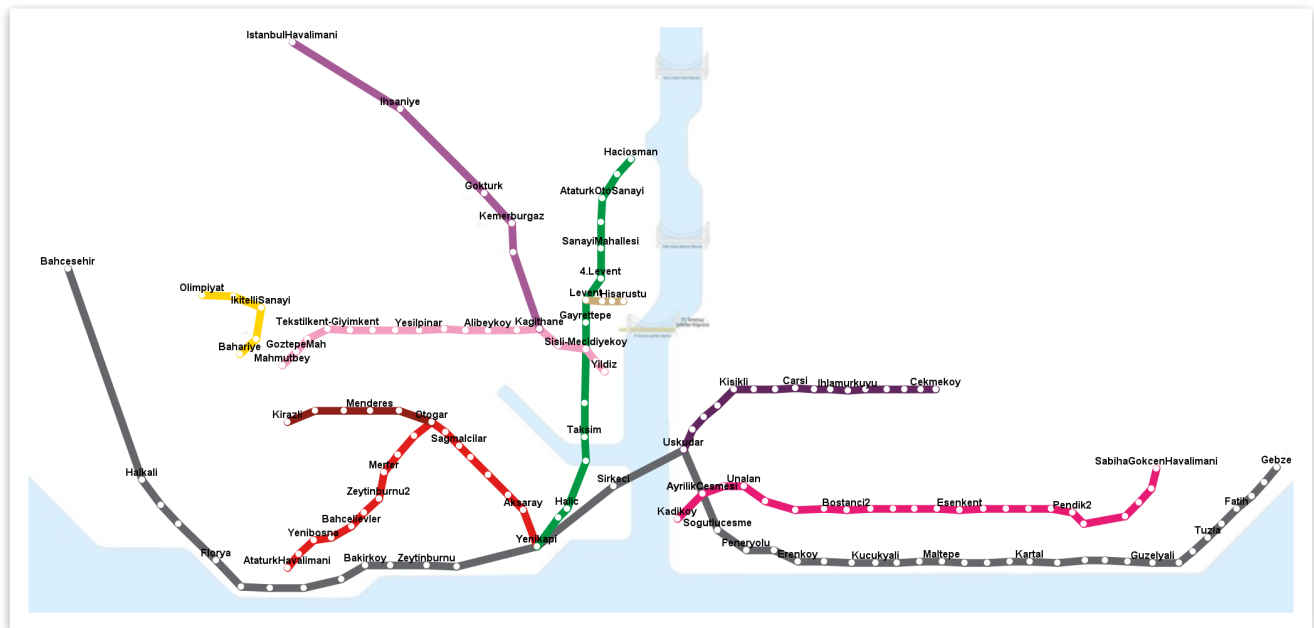 IstanbulHavalimani
Ihsaniye
Haciosman
Gokturk
AtaturkOtoSanayi
Kemerburgaz
SanayiMahallesi
Bahcesehir
4.Levent
Olimpiyat
IkitelliSanayi
Levent
Hisarustu
Gayrettepe
Tekstilkent-Giyimkent
Yesilpinar
Alibeykoy
Kagithane
GoztepeMah
Bahariye
Sisli-Mecidiyekoy
Mahmutbey
Yildiz
Kisikli
Carsi
Ihlamurkuyu
Cekmekoy
Kirazli
Menderes
Otogar
Taksim
Sagmalcilar
Uskudar
Merter
Halkali
Sirkeci
SabihaGokcenHavalimani
Gebze
Zeytinburnu2
AyrilikCesmesi
Unalan
Aksaray
Halic
Bostanci2
Esenkent
Pendik2
Fatih
Kadikoy
Bahcelievler
Sogutlucesme
Yenibosna
Tuzla
Yenikapi
Feneryolu
Florya
AtaturkHavalimani
Bakirkoy
Zeytinburnu
Erenkoy
Kucukyali
Maltepe
Kartal
Guzelyali